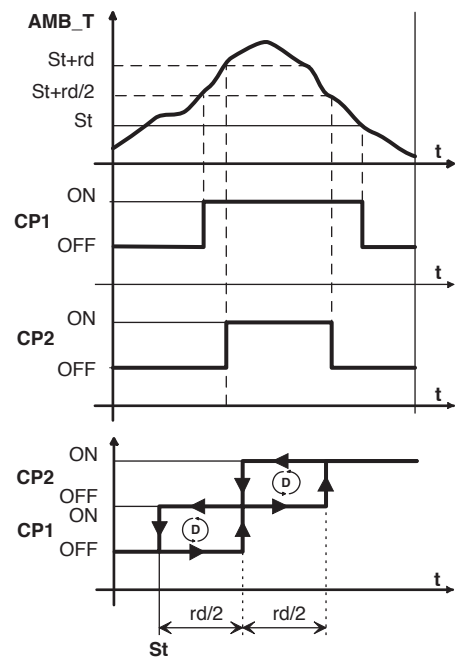 AMB_T
St+rd
St+rd/2
St
t
ON
CP1
OFF
t
ON
CP2
OFF
t
ON
CP2
OFF
D
ON
CP1
D
OFF
t
rd/2 rd/2
St